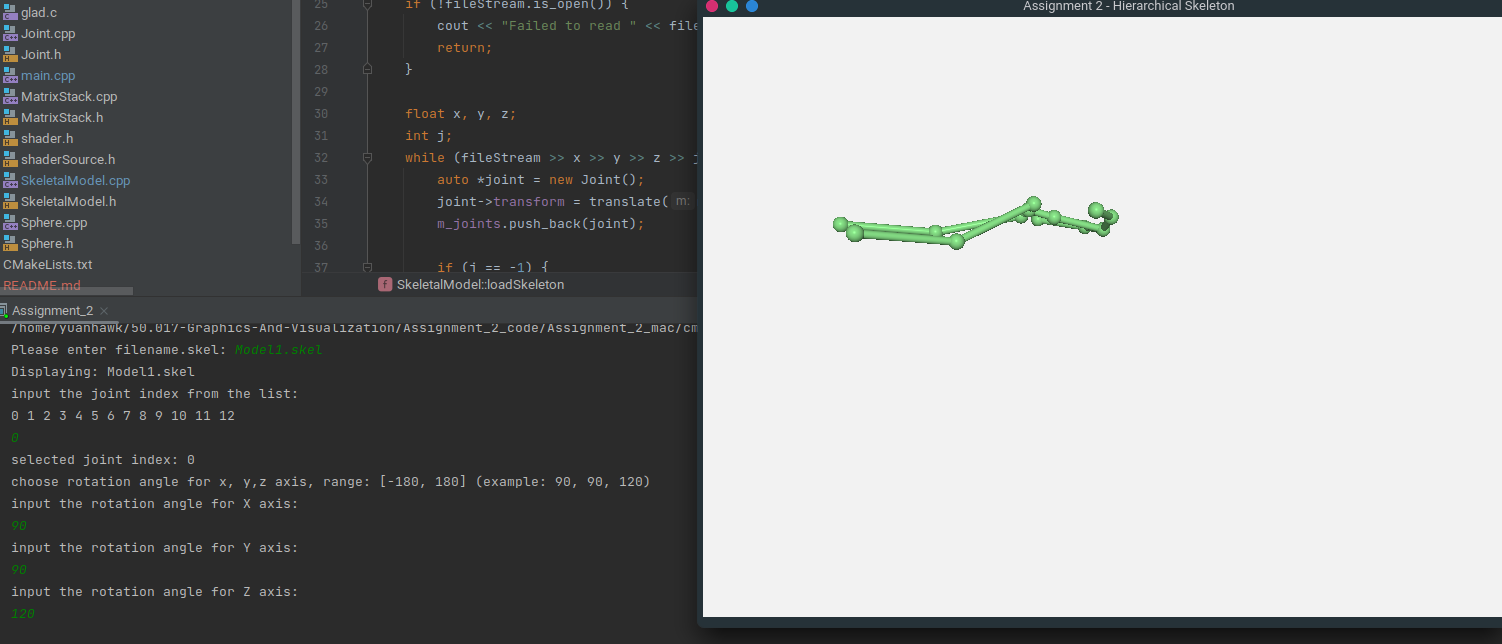 glad.c
Joint.cpp
Joint.h
main.cpp
MatrixStack.cpp
MatrixStack.h
shader.h
shaderSource.h
SkeletalModel.cpp
SkeletalModel.h
Sphere.cpp
Sphere.h
CMakeLists.txt
README.md
25 if (!fileStream.is_open()) {
26 cout << "Failed to read " << file
27 return;
28 }
29
30 float x, y, z;
31 int j;
32 while (fileStream >> x >> y >> z >> j
33 auto *joint = new Joint();
34 joint->transform = translate( m:
35 m_joints.push_back(joint);
36
37 if (j == -1) {
f SkeletalModel::loadSkeleton
Assignment 2 - Hierarchical Skeleton
Assignment_2 ×
/home/yuanhawk/50.017-Graphics-And-Visualization/Assignment_2_code/Assignment_2_mac/cm
Please enter filename.skel: Model1.skel
Displaying: Model1.skel
input the joint index from the list:
0 1 2 3 4 5 6 7 8 9 10 11 12
0
selected joint index: 0
choose rotation angle for x, y,z axis, range: [-180, 180] (example: 90, 90, 120)
input the rotation angle for X axis:
90
input the rotation angle for Y axis:
90
input the rotation angle for Z axis:
120